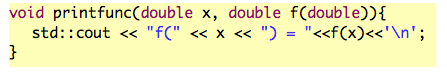 void printfunc(double x, double f(double)){
   std::cout << "f(" << x << ") = "<<f(x)<<'\n';
}